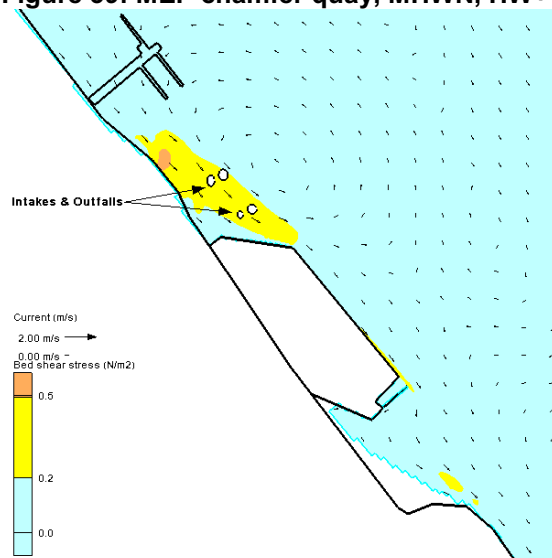 Intakes & Outfalls
Current (m/s)
2.00 m/s
0.00 m/s
Bed shear stress (N/m2)
0.5
0.2
0.0